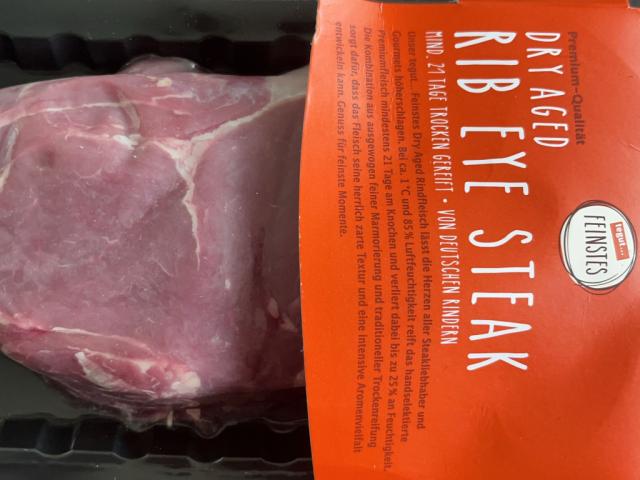 Premium-Qualität
DRY AGED
RIB EYE STEAK
MIND. 21 TAGE TROCKEN GEREIFT • VON DEUTSCHEN RINDERN
Unser tegut... Feinstes Dry Aged Rindfleisch lässt die Herzen aller Steakliebhaber und
Gourmets höherschlagen. Bei ca. 1 °C und 85% Luftfeuchtigkeit reift das handselektierte
Premiumfleisch mindestens 21 Tage am Knochen und verliert dabei bis zu 25% an Feuchtigkeit.
Die Kombination aus ausgewogen feiner Marmorierung und traditioneller Trockenreifung
sorgt dafür, dass das Fleisch seine herrlich zarte Textur und eine intensive Aromenvielfalt
entwickeln kann. Genuss für feinste Momente.
tegut...
FEINSTES